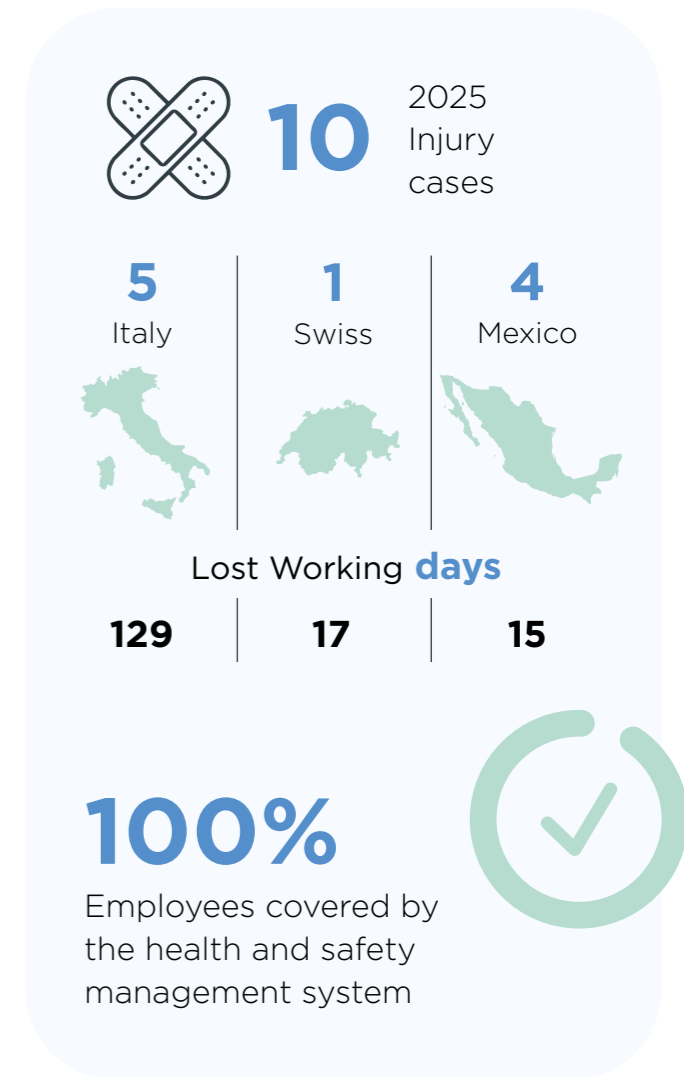 10
2025
Injury
cases
5
Italy
1
Swiss
4
Mexico
Lost Working days
129
17
15
100%
Employees covered by
the health and safety
management system